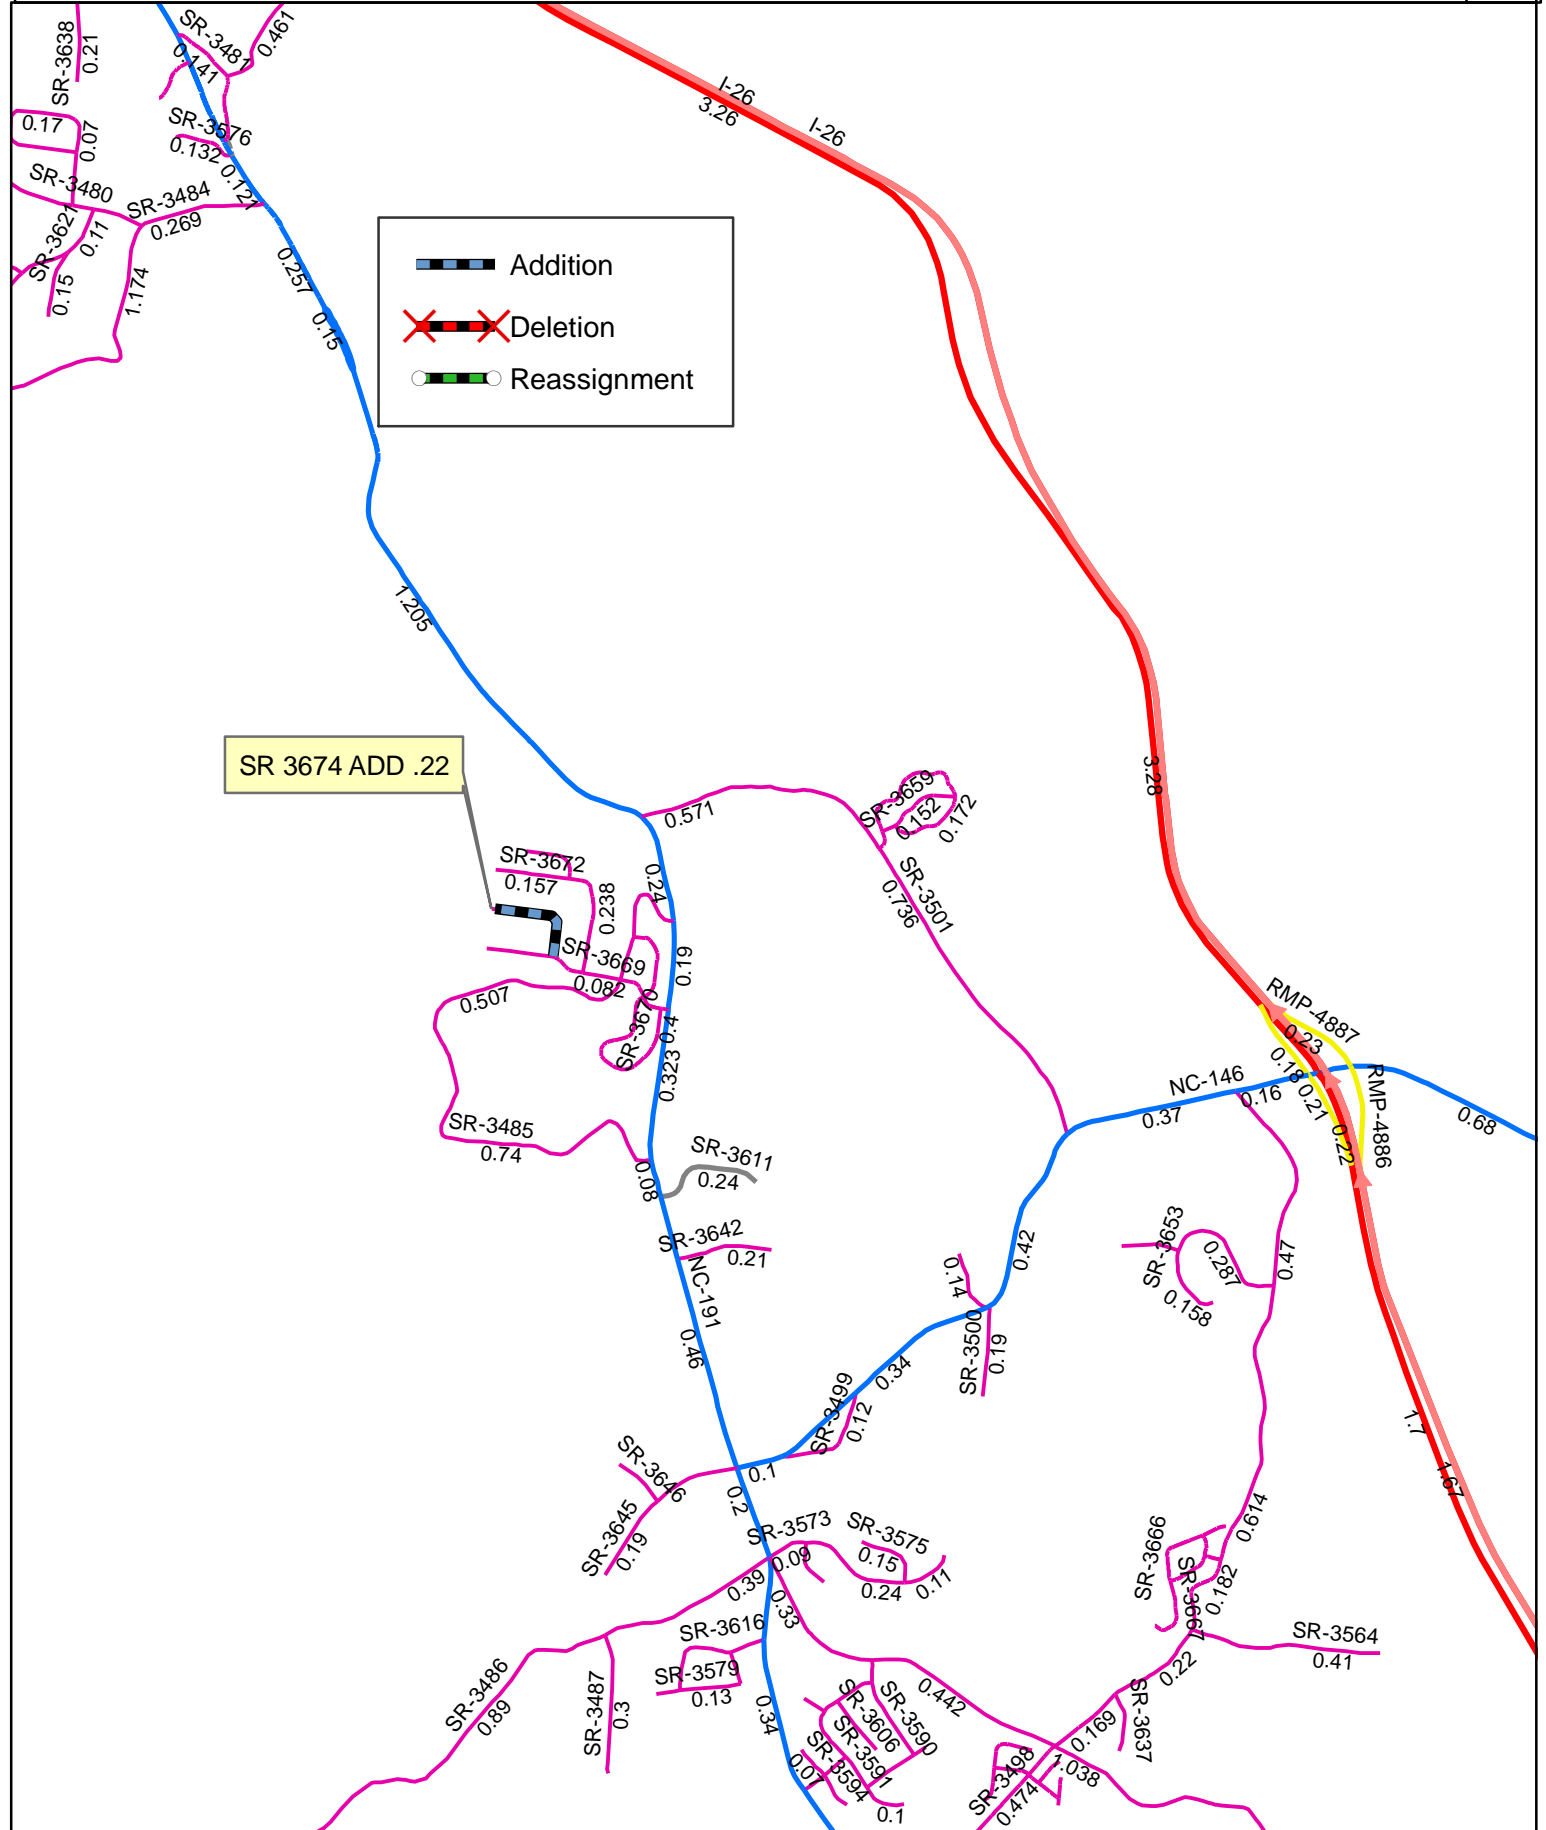 SR-3638
0.21
SR-3481
0.141
0.461
0.17
0.07
SR-3576
0.132
0.121
SR-3480
SR-3484
0.269
SR-3621
0.11
0.15
1.174
0.257
0.15
I-26
3.26
I-26
Addition
Deletion
Reassignment
1.205
SR 3674 ADD .22
0.571
SR-3659
0.152
0.172
3.28
SR-3672
0.157
0.238
0.24
SR-3501
0.736
SR-3669
0.082
0.19
0.507
SR-3670
0.4
0.323
RMP-4887
0.23
0.18
0.21
0.22
RMP-4886
NC-146
0.16
0.37
0.68
SR-3485
0.74
SR-3611
0.24
0.08
SR-3642
0.21
NC-191
0.46
0.42
0.14
SR-3500
0.19
SR-3653
0.287
0.158
0.47
0.34
SR-3499
0.12
1.7
1.67
0.1
0.2
SR-3646
SR-3645
0.19
SR-3573
0.09
SR-3575
0.15
0.24
0.11
0.614
SR-3666
SR-3667
0.182
0.39
0.33
SR-3616
SR-3579
0.13
SR-3564
0.41
0.22
SR-3486
0.89
SR-3487
0.3
0.34
0.442
SR-3590
SR-3606
SR-3591
SR-3594
0.07
0.1
0.169
SR-3637
SR-3498
0.474
1.038